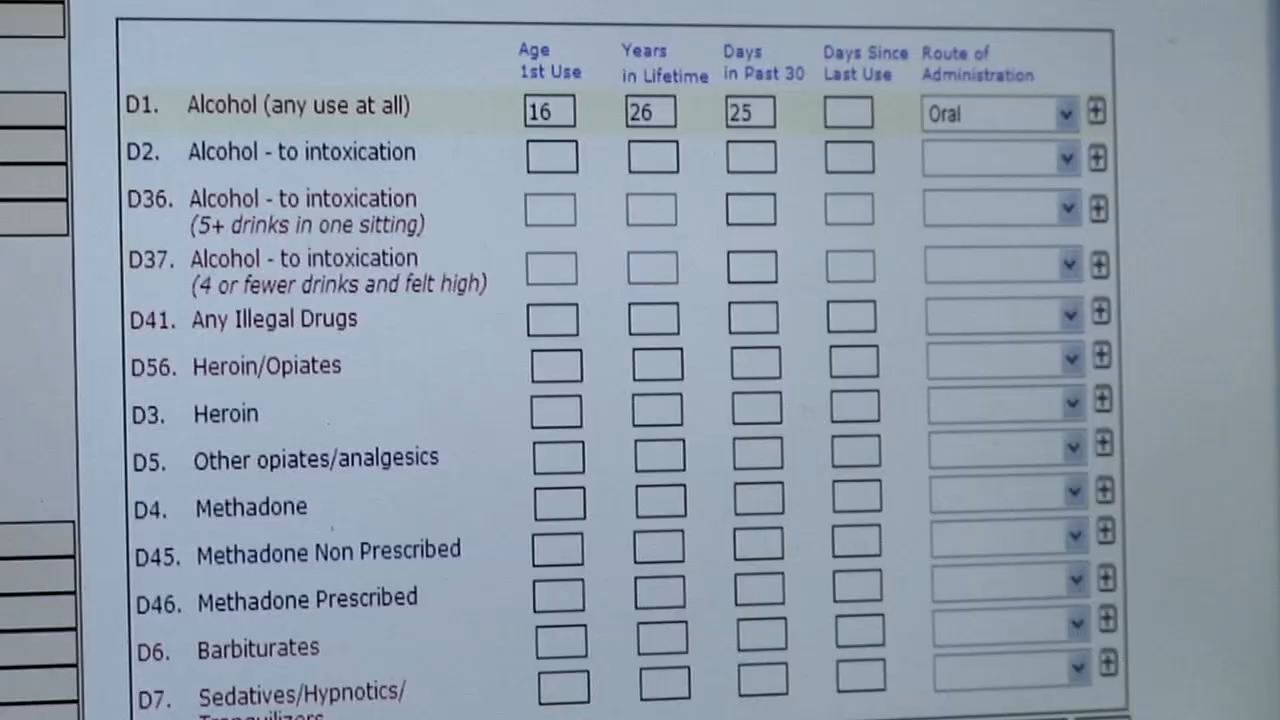 Age 1st Use
Years in Lifetime
Days in Past 30
Days Since Last Use
Route of Administration
D1. Alcohol (any use at all) 16 26 25 Oral
D2. Alcohol - to intoxication
D36. Alcohol - to intoxication
(5+ drinks in one sitting)
D37. Alcohol - to intoxication
(4 or fewer drinks and felt high)
D41. Any Illegal Drugs
D56. Heroin/Opiates
D3. Heroin
D5. Other opiates/analgesics
D4. Methadone
D45. Methadone Non Prescribed
D46. Methadone Prescribed
D6. Barbiturates
D7. Sedatives/Hypnotics/